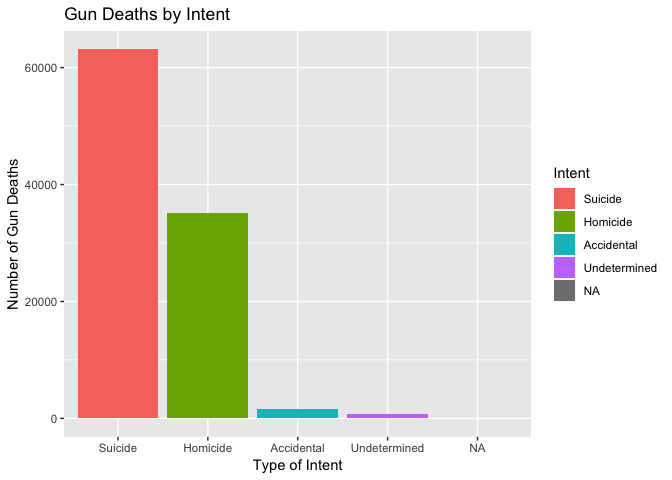 Gun Deaths by Intent
Number of Gun Deaths
60000
40000
20000
0
Suicide
Homicide
Accidental
Undetermined
NA
Type of Intent
Intent
Suicide
Homicide
Accidental
Undetermined
NA